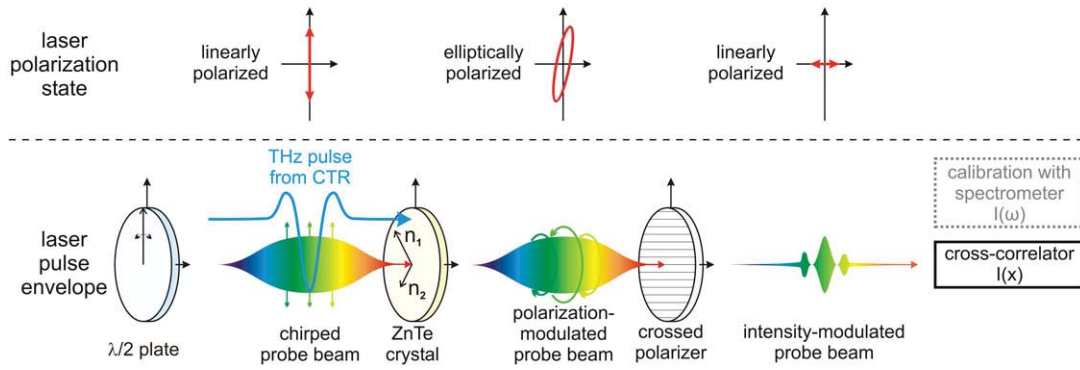 laser
polarization
state
linearly
polarized
elliptically
polarized
linearly
polarized
laser
pulse
envelope
λ/2 plate
THz pulse
from CTR
chirped
probe beam
n1
n2
ZnTe
crystal
polarization-
modulated
probe beam
crossed
polarizer
intensity-modulated
probe beam
calibration with
spectrometer
I(ω)
cross-correlator
I(x)